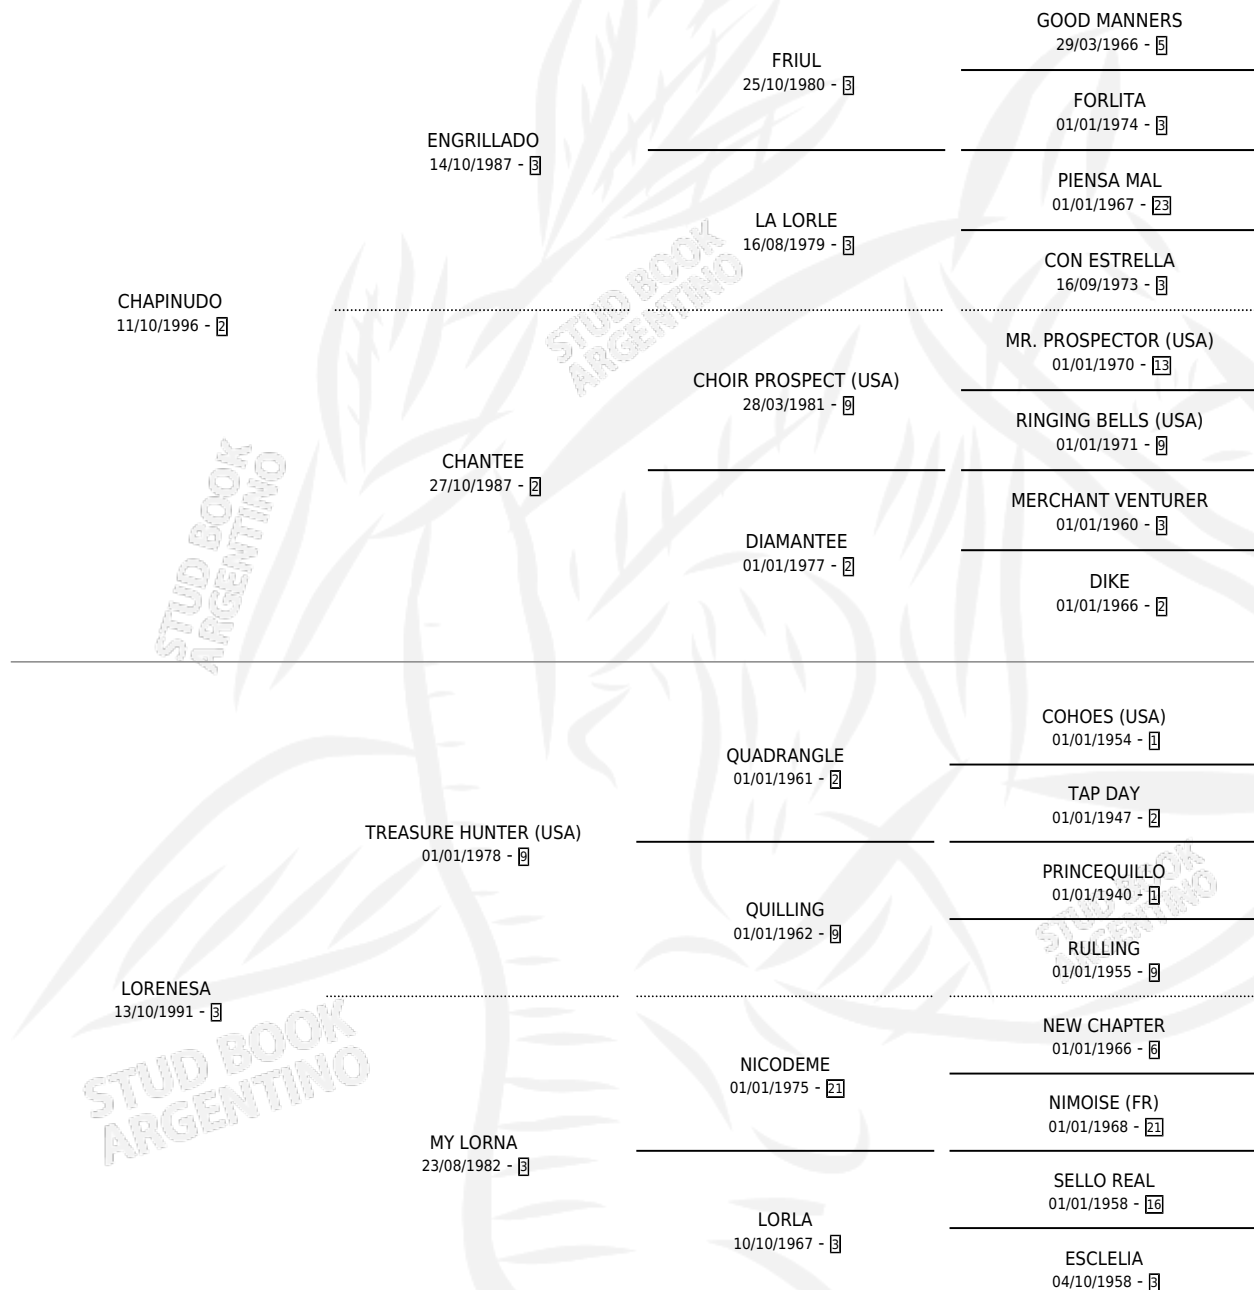 GOOD MANNERS
29/03/1966 - 5
FRIUL
25/10/1980 - 3
FORLITA
01/01/1974 - 3
ENGRILLADO
14/10/1987 - 3
PIENSA MAL
01/01/1967 - 23
LA LORLE
16/08/1979 - 3
CON ESTRELLA
16/09/1973 - 3
CHAPINUDO
11/10/1996 - 2
MR. PROSPECTOR (USA)
01/01/1970 - 13
CHOIR PROSPECT (USA)
28/03/1981 - 9
RINGING BELLS (USA)
01/01/1971 - 9
CHANTEE
27/10/1987 - 2
MERCHANT VENTURER
01/01/1960 - 3
DIAMANTEE
01/01/1977 - 2
DIKE
01/01/1966 - 2
COHOES (USA)
01/01/1954 - 1
QUADRANGLE
01/01/1961 - 2
TAP DAY
01/01/1947 - 2
TREASURE HUNTER (USA)
01/01/1978 - 9
PRINCEQUILLO
01/01/1940 - 1
QUILLING
01/01/1962 - 9
RULLING
01/01/1955 - 9
LORENESA
13/10/1991 - 3
NEW CHAPTER
01/01/1966 - 6
NICODEME
01/01/1975 - 21
NIMOISE (FR)
01/01/1968 - 21
MY LORNA
23/08/1982 - 3
SELLO REAL
01/01/1958 - 16
LORLA
10/10/1967 - 3
ESCLELIA
04/10/1958 - 3
STUD BOOK
ARGENTINO
STUD BOOK
ARGENTINO
STUD BOOK
ARGENTINO
STUD BOOK
ARGENTINO